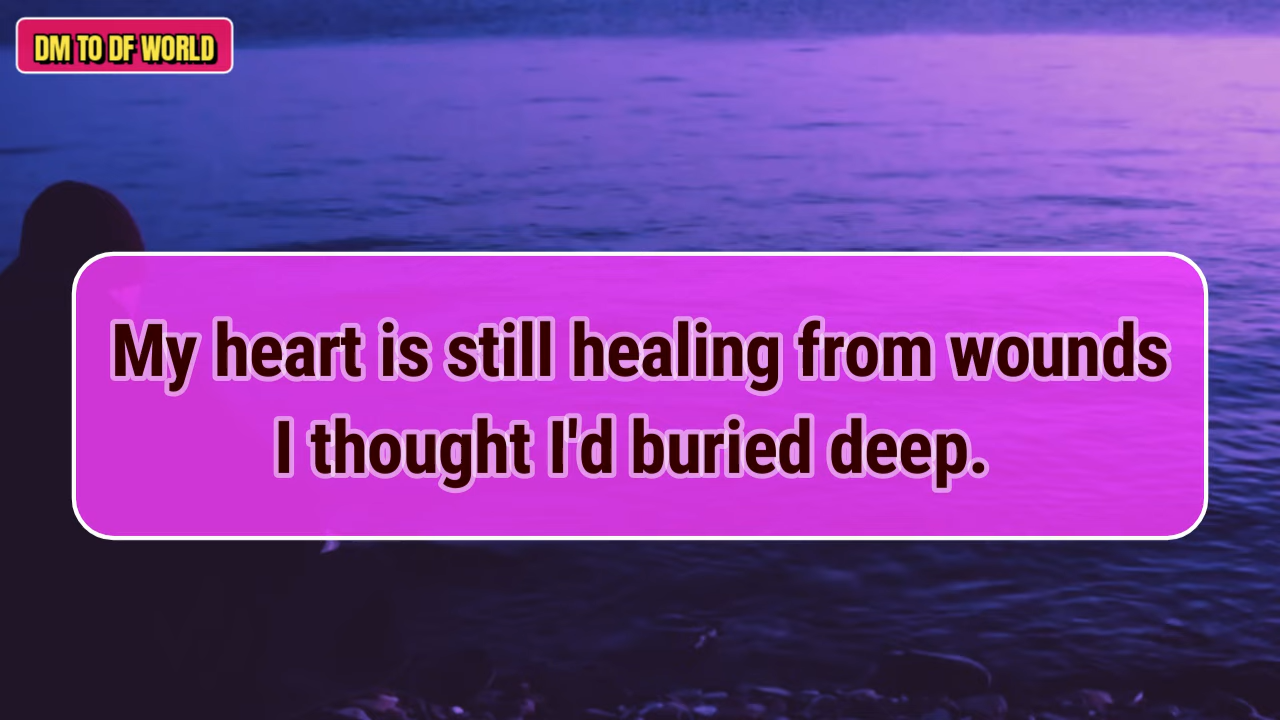 DM TO DF WORLD
My heart is still healing from wounds
I thought I'd buried deep.